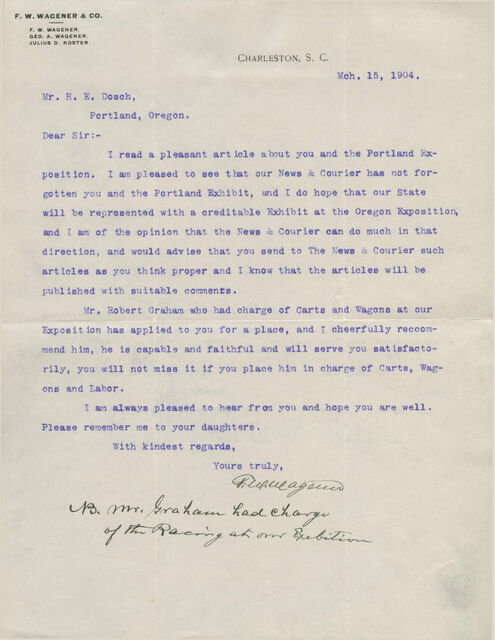 F. W. WAGENER & CO.
F. W. WAGENER.
GEO. A. WAGENER.
JULIUS D. KOSTER.
CHARLESTON, S. C.
Mch. 15, 1904.
Mr. H. E. Dosch,
Portland, Oregon.
Dear Sir:-
I read a pleasant article about you and the Portland Ex-
position. I am pleased to see that our News & Courier has not for-
gotten you and the Portland Exhibit, and I do hope that our State
will be represented with a creditable Exhibit at the Oregon Exposition,
and I am of the opinion that the News & Courier can do much in that
direction, and would advise that you send to The News & Courier such
articles as you think proper and I know that the articles will be
published with suitable comments.
Mr. Robert Graham who had charge of Carts and Wagons at our
Exposition has applied to you for a place, and I cheerfully reccom-
mend him, he is capable and faithful and will serve you satisfacto-
rily, you will not miss it if you place him in charge of Carts, Wag-
ons and Labor.
I am always pleased to hear from you and hope you are well.
Please remember me to your daughters.
With kindest regards,
Yours truly,
F. W. Wagener
NB. Mr. Graham had charge
of the Racing at our Exbition